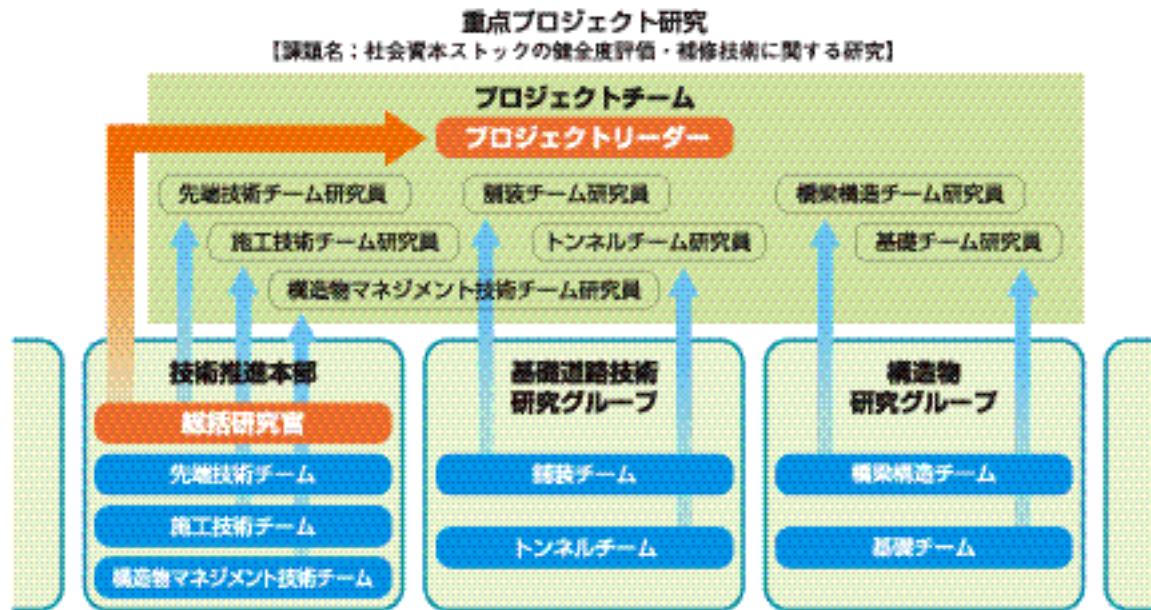 重点プロジェクト研究
【課題名：社会資本ストックの健全度評価・補修技術に関する研究】
プロジェクトチーム
プロジェクトリーダー
先端技術チーム研究員
舗装チーム研究員
橋梁構造チーム研究員
施工技術チーム研究員
トンネルチーム研究員
基礎チーム研究員
構造物マネジメント技術チーム研究員
技術推進本部
総括研究官
先端技術チーム
施工技術チーム
構造物マネジメント技術チーム
基礎道路技術
研究グループ
舗装チーム
トンネルチーム
構造物
研究グループ
橋梁構造チーム
基礎チーム